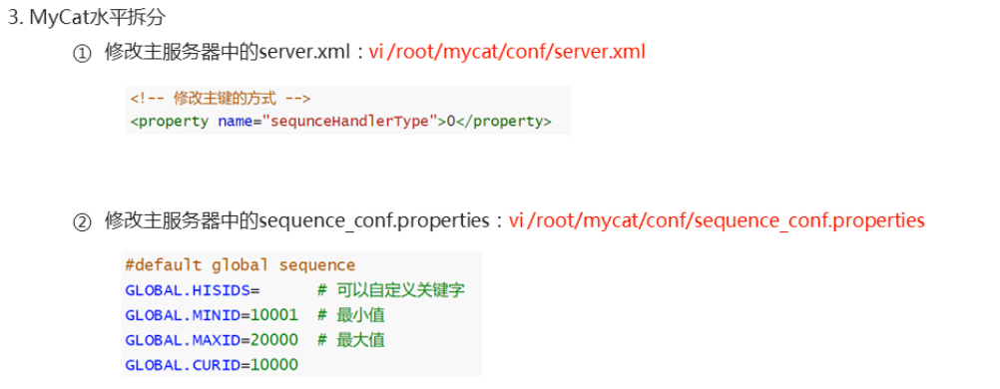 3. MyCat水平拆分
① 修改主服务器中的server.xml：vi /root/mycat/conf/server.xml
<!-- 修改主键的方式 -->
<property name="sequnceHandlerType">0</property>
② 修改主服务器中的sequence_conf.properties：vi /root/mycat/conf/sequence_conf.properties
#default global sequence
GLOBAL.HISIDS=      # 可以自定义关键字
GLOBAL.MINID=10001  # 最小值
GLOBAL.MAXID=20000  # 最大值
GLOBAL.CURID=10000